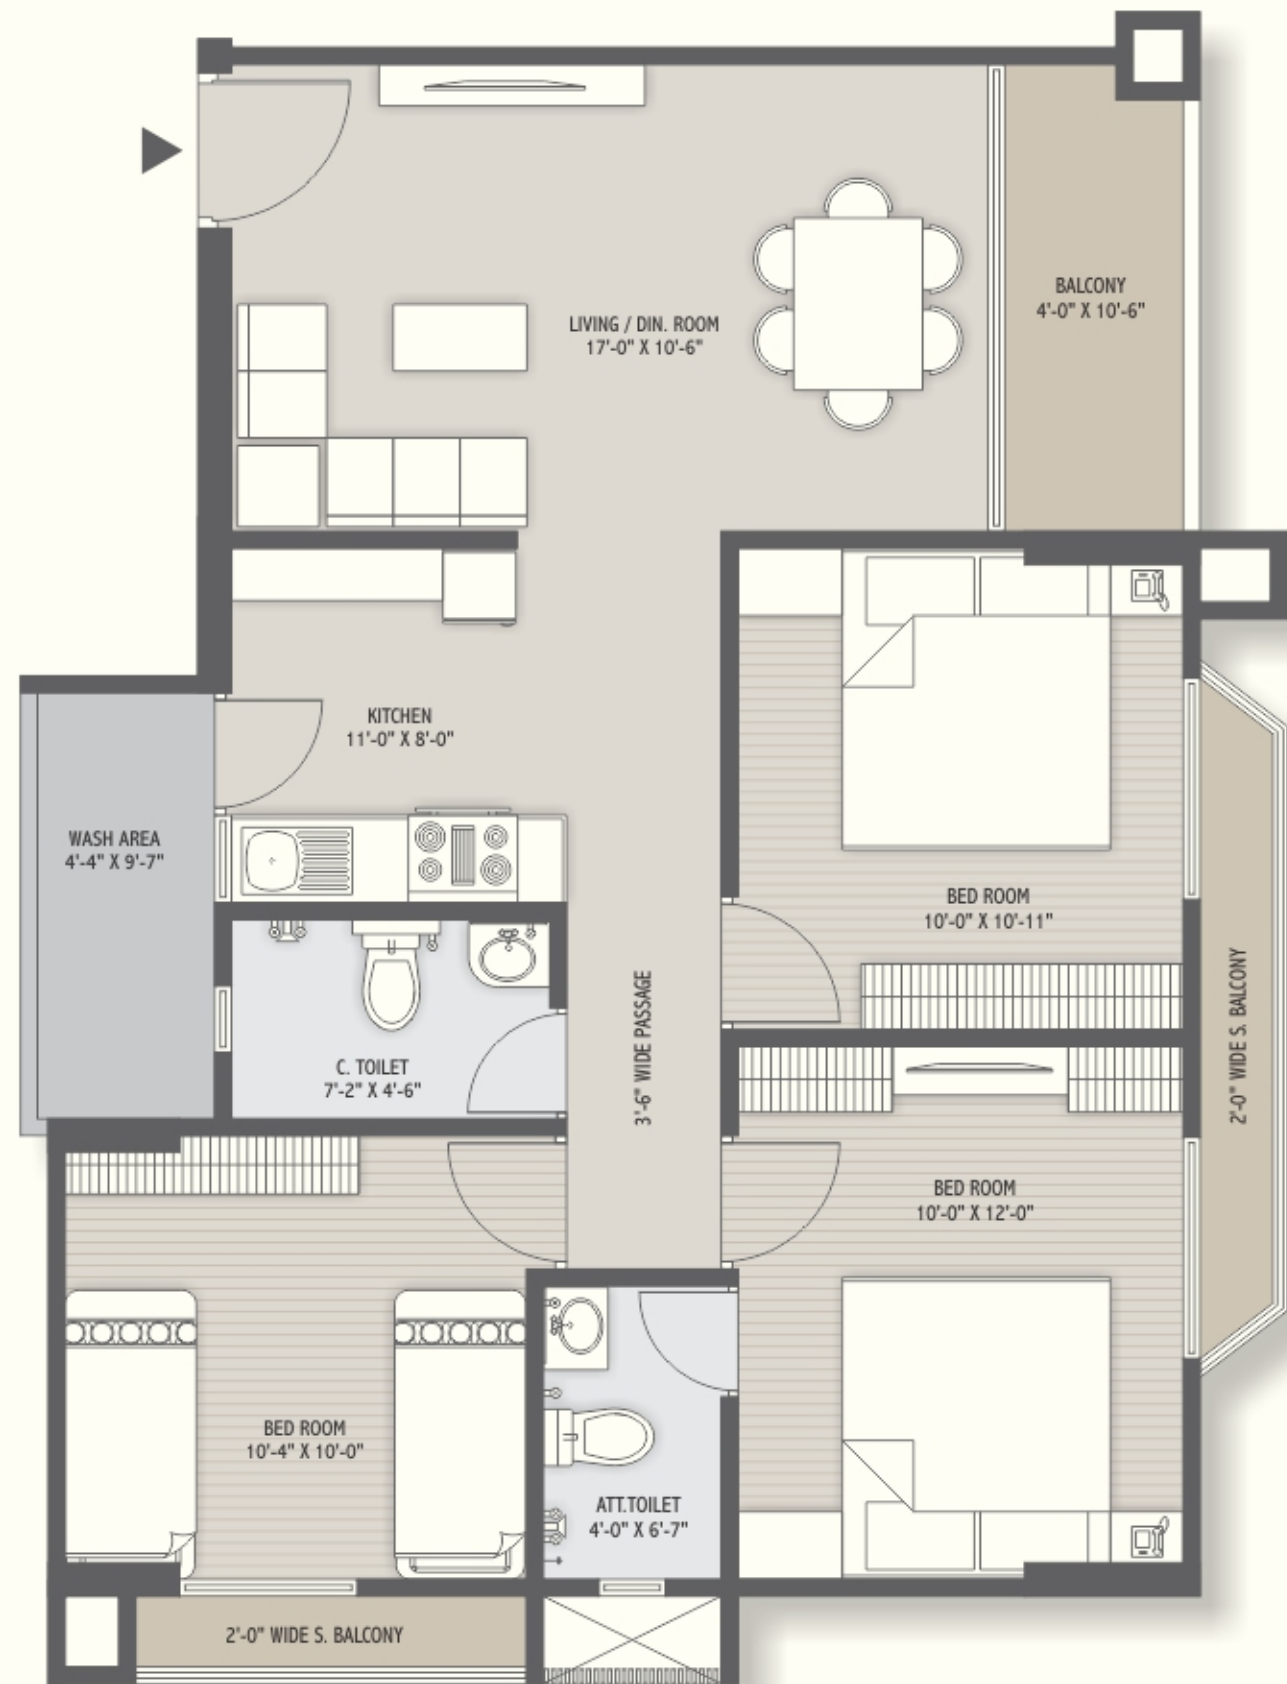 LIVING / DIN. ROOM
17'-0" X 10'-6"
BALCONY
4'-0" X 10'-6"
KITCHEN
11'-0" X 8'-0"
WASH AREA
4'-4" X 9'-7"
BED ROOM
10'-0" X 10'-11"
C. TOILET
7'-2" X 4'-6"
3'-6" WIDE PASSAGE
2'-0" WIDE S. BALCONY
BED ROOM
10'-0" X 12'-0"
BED ROOM
10'-4" X 10'-0"
ATT.TOILET
4'-0" X 6'-7"
2'-0" WIDE S. BALCONY